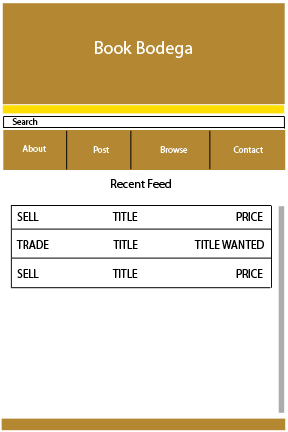 Book Bodega
Search
About Post Browse Contact
Recent Feed
SELL TITLE PRICE
TRADE TITLE TITLE WANTED
SELL TITLE PRICE